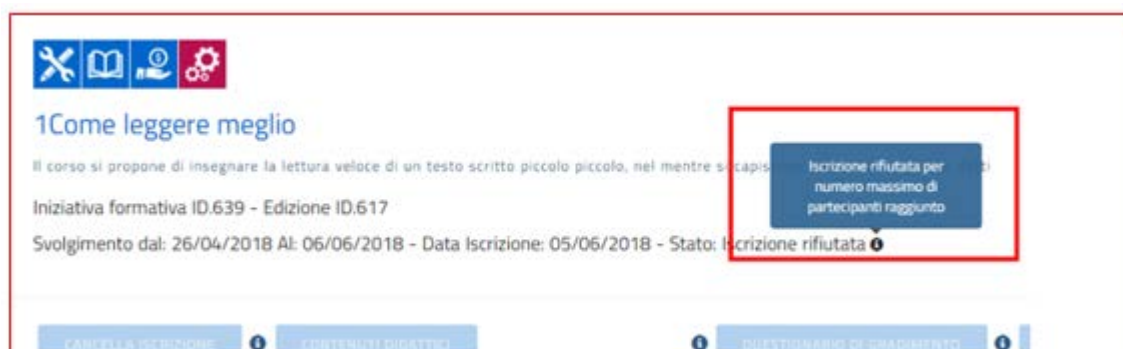 1Come leggere meglio
Il corso si propone di insegnare la lettura veloce di un testo scritto piccolo piccolo, nel mentre
Iscrizione rifiutata per
numero massimo di
partecipanti raggiunto
Iniziativa formativa ID.639 - Edizione ID.617
Svolgimento dal: 26/04/2018 Al: 06/06/2018 - Data Iscrizione: 05/06/2018 - Stato: Iscrizione rifiutata
CANCELLA ISCRIZIONE CONTENUTI DIDATTICI QUESTIONARIO DI GRADIMENTO